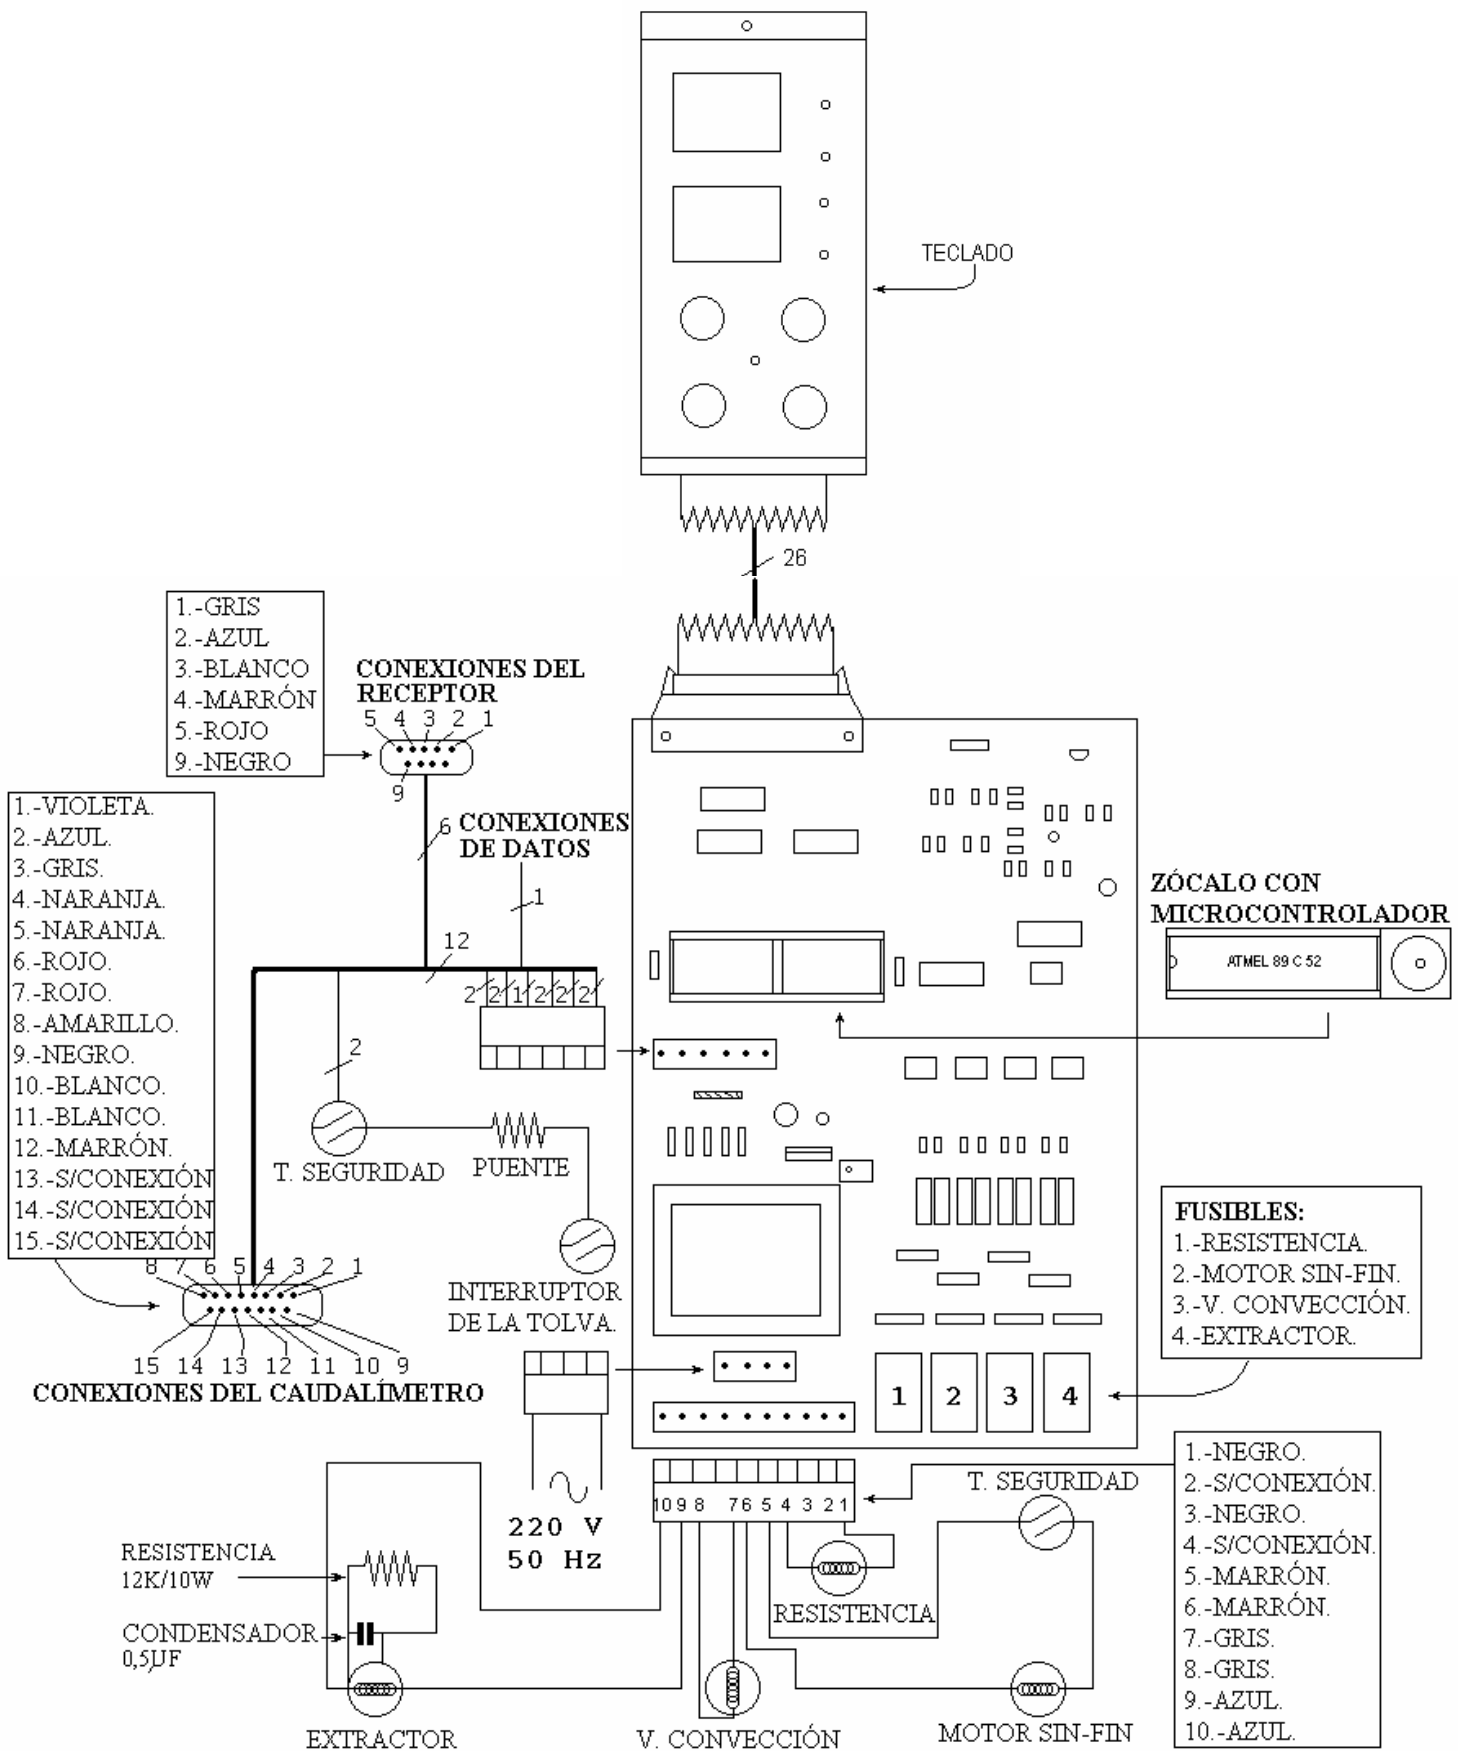 TECLADO
26
1.-GRIS
2.-AZUL
3.-BLANCO
4.-MARRÓN
5.-ROJO
9.-NEGRO
CONEXIONES DEL
RECEPTOR
5 4 3 2 1
9
6
CONEXIONES
DE DATOS
1
12
2 2 1 2 2 2
1.-VIOLETA.
2.-AZUL.
3.-GRIS.
4.-NARANJA.
5.-NARANJA.
6.-ROJO.
7.-ROJO.
8.-AMARILLO.
9.-NEGRO.
10.-BLANCO.
11.-BLANCO.
12.-MARRÓN.
13.-S/CONEXIÓN
14.-S/CONEXIÓN
15.-S/CONEXIÓN
ZÓCALO CON
MICROCONTROLADOR
ATMEL 89 C 52
2
T. SEGURIDAD
PUENTE
INTERRUPTOR
DE LA TOLVA.
8 7 6 5 4 3 2 1
15 14 13 12 11 10 9
CONEXIONES DEL CAUDALÍMETRO
FUSIBLES:
1.-RESISTENCIA.
2.-MOTOR SIN-FIN.
3.-V. CONVECCIÓN.
4.-EXTRACTOR.
1 2 3 4
220 V
50 Hz
10 9 8 7 6 5 4 3 2 1
T. SEGURIDAD
1.-NEGRO.
2.-S/CONEXIÓN.
3.-NEGRO.
4.-S/CONEXIÓN.
5.-MARRÓN.
6.-MARRÓN.
7.-GRIS.
8.-GRIS.
9.-AZUL.
10.-AZUL.
RESISTENCIA
12K/10W
CONDENSADOR
0,5µF
RESISTENCIA
EXTRACTOR
V. CONVECCIÓN
MOTOR SIN-FIN